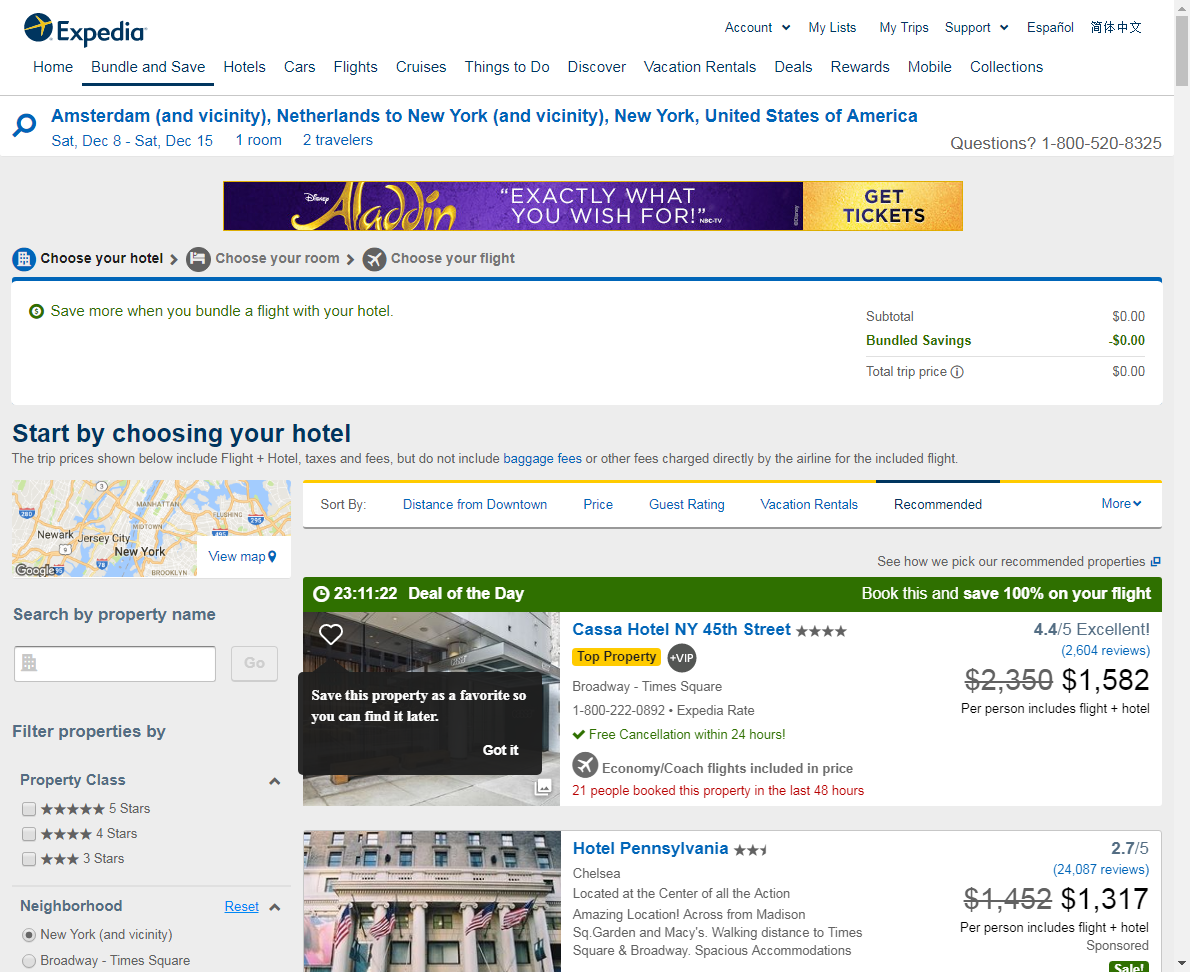 Expedia
Account
My Lists
My Trips
Support
Español
简体中文
Home
Bundle and Save
Hotels
Cars
Flights
Cruises
Things to Do
Discover
Vacation Rentals
Deals
Rewards
Mobile
Collections
Amsterdam (and vicinity), Netherlands to New York (and vicinity), New York, United States of America
Sat, Dec 8 - Sat, Dec 15
1 room
2 travelers
Questions? 1-800-520-8325
Disney
Aladdin
“EXACTLY WHAT
YOU WISH FOR!” NBC-TV
©Disney
GET
TICKETS
Choose your hotel
Choose your room
Choose your flight
Save more when you bundle a flight with your hotel.
Subtotal $0.00
Bundled Savings -$0.00
Total trip price $0.00
Start by choosing your hotel
The trip prices shown below include Flight + Hotel, taxes and fees, but do not include baggage fees or other fees charged directly by the airline for the included flight.
3
MANHATTAN
280
FLUSHING
295
MIDTOWN
495
Newark
Jersey City
9
New York
78
95
BROOKLYN
Google
View map
Sort By:
Distance from Downtown
Price
Guest Rating
Vacation Rentals
Recommended
More
See how we pick our recommended properties
Search by property name
Go
Filter properties by
Property Class
5 Stars
4 Stars
3 Stars
Neighborhood
Reset
New York (and vicinity)
Broadway - Times Square
23:11:22 Deal of the Day
Book this and save 100% on your flight
Save this property as a favorite so
you can find it later.
Got it
Cassa Hotel NY 45th Street
Top Property
+VIP
Broadway - Times Square
1-800-222-0892 • Expedia Rate
Free Cancellation within 24 hours!
Economy/Coach flights included in price
21 people booked this property in the last 48 hours
4.4/5 Excellent!
(2,604 reviews)
$2,350 $1,582
Per person includes flight + hotel
Hotel Pennsylvania
Chelsea
Located at the Center of all the Action
Amazing Location! Across from Madison
Sq.Garden and Macy's. Walking distance to Times
Square & Broadway. Spacious Accommodations
2.7/5
(24,087 reviews)
$1,452 $1,317
Per person includes flight + hotel
Sponsored
Sale!